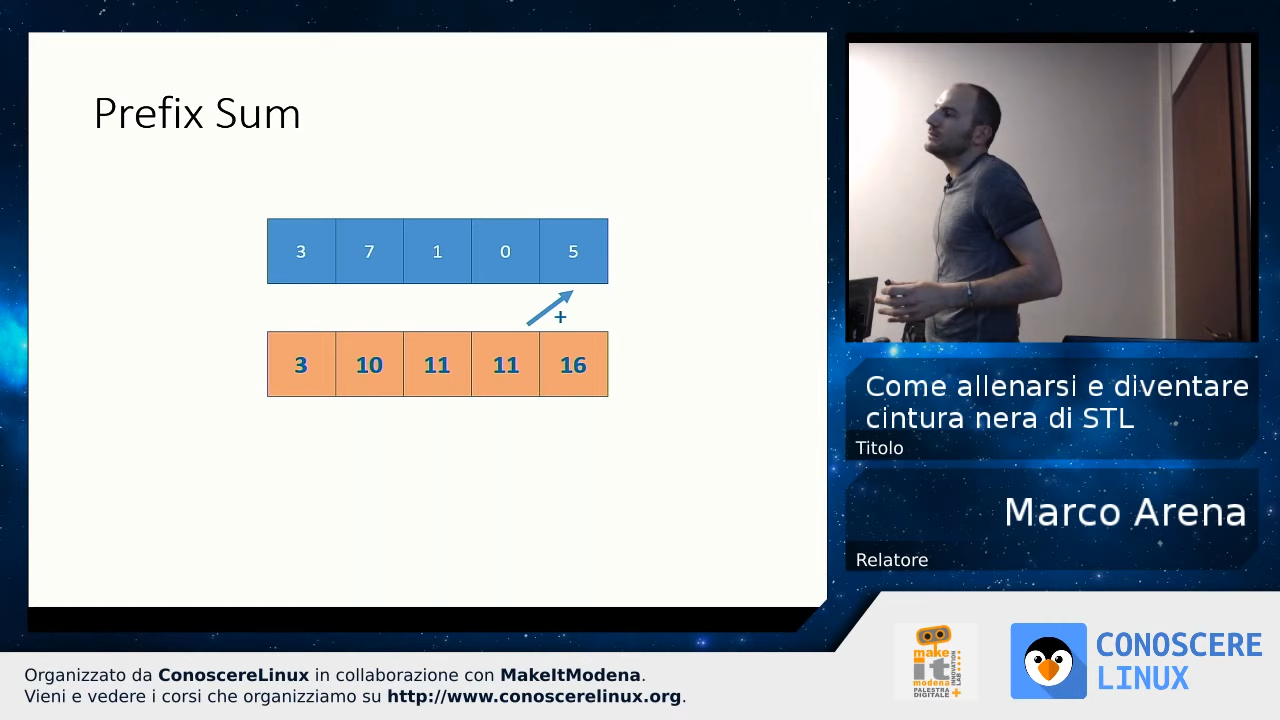 Prefix Sum
3 7 1 0 5
+
3 10 11 11 16
Come allenarsi e diventare
cintura nera di STL
Titolo
Marco Arena
Relatore
make
it
modena
PALESTRA
DIGITALE
INNOVATION
LAB
CONOSCERE
LINUX
Organizzato da ConoscereLinux in collaborazione con MakeItModena.
Vieni e vedere i corsi che organizziamo su http://www.conoscerelinux.org.